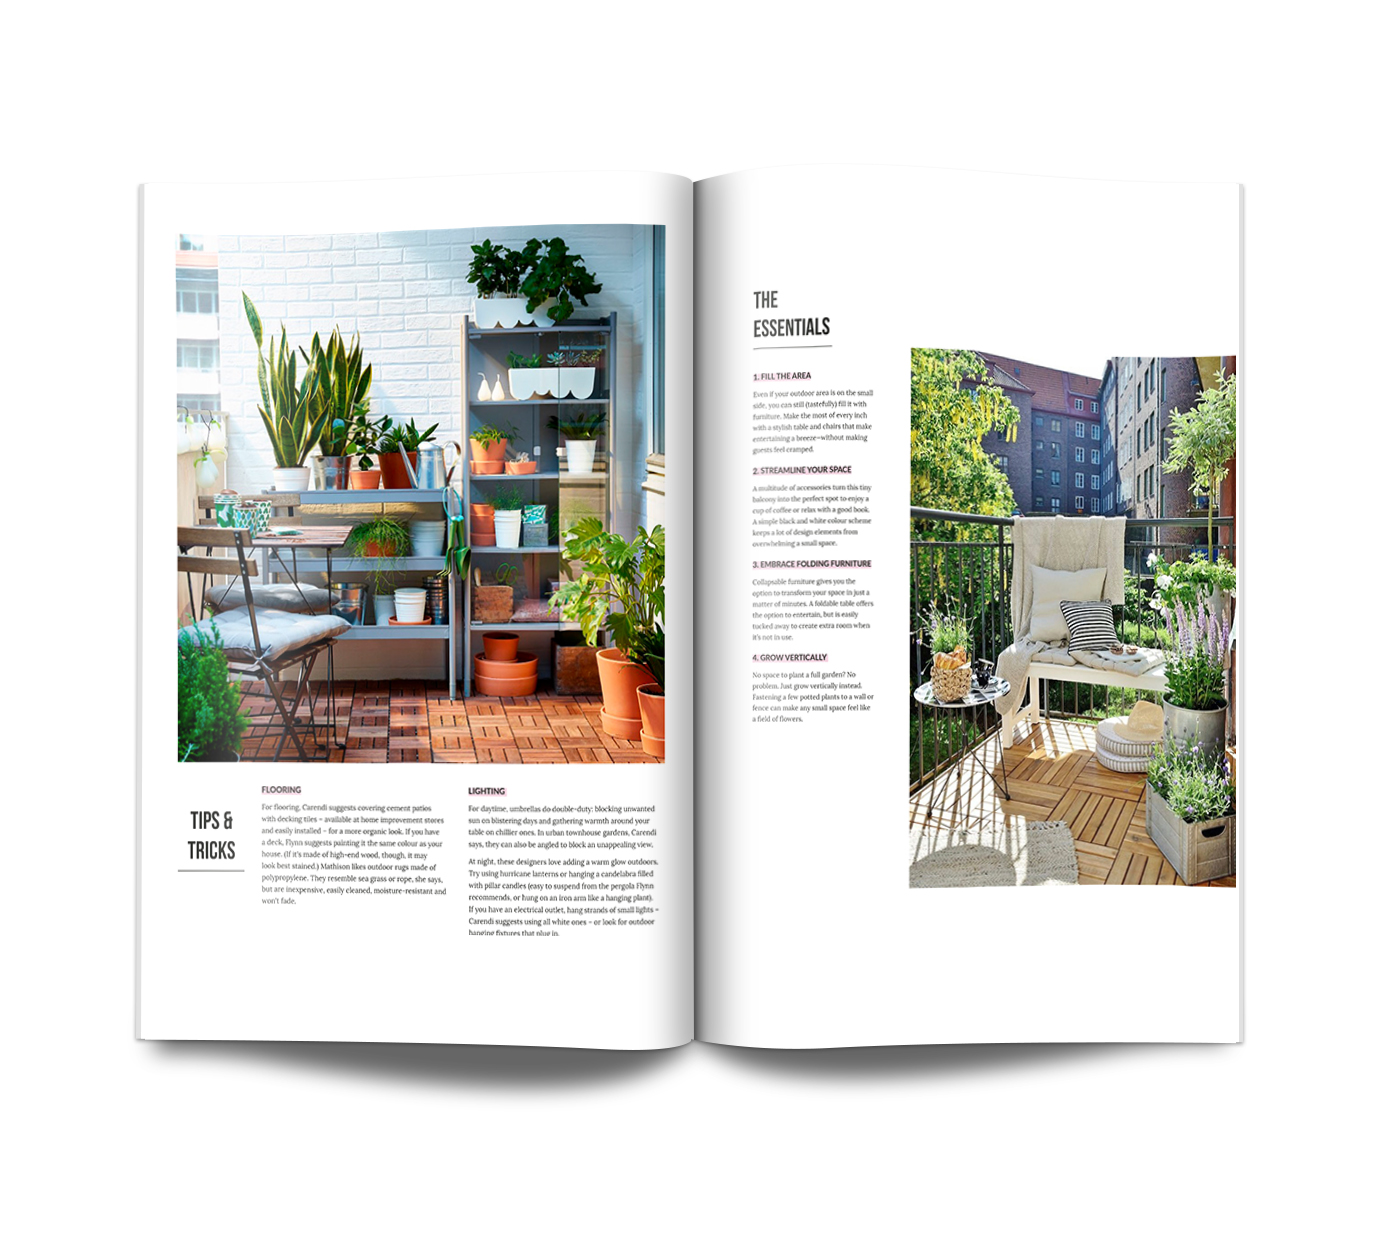 TIPS &
TRICKS
FLOORING
For flooring, Carendi suggests covering cement patios
with decking tiles – available at home improvement stores
and easily installed – for a more organic look. If you have
a deck, Flynn suggests painting it the same colour as your
house. (If it's made of high-end wood, though, it may
look best stained.) Mathison likes outdoor rugs made of
polypropylene. They resemble sea grass or rope, she says,
but are inexpensive, easily cleaned, moisture-resistant and
won't fade.
LIGHTING
For daytime, umbrellas do double-duty: blocking unwanted
sun on blistering days and gathering warmth around your
table on chillier ones. In urban townhouse gardens, Carendi
says, they can also be angled to block an unappealing view.
At night, these designers love adding a warm glow outdoors.
Try using hurricane lanterns or hanging a candelabra filled
with pillar candles (easy to suspend from the pergola Flynn
recommends, or hung on an iron arm like a hanging plant).
If you have an electrical outlet, hang strands of small lights –
Carendi suggests using all white ones – or look for outdoor
hanging fixtures that plug in.
THE
ESSENTIALS
1. FILL THE AREA
Even if your outdoor area is on the small
side, you can still (tastefully) fill it with
furniture. Make the most of every inch
with a stylish table and chairs that make
entertaining a breeze—without making
guests feel cramped.
2. STREAMLINE YOUR SPACE
A multitude of accessories turn this tiny
balcony into the perfect spot to enjoy a
cup of coffee or relax with a good book.
A simple black and white colour scheme
keeps a lot of design elements from
overwhelming a small space.
3. EMBRACE FOLDING FURNITURE
Collapsable furniture gives you the
option to transform your space in just a
matter of minutes. A foldable table offers
the option to entertain, but is easily
tucked away to create extra room when
it's not in use.
4. GROW VERTICALLY
No space to plant a full garden? No
problem. Just grow vertically instead.
Fastening a few potted plants to a wall or
fence can make any small space feel like
a field of flowers.